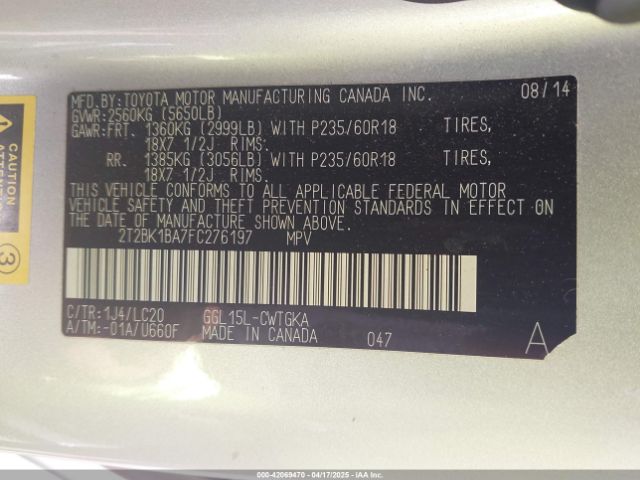 MFD.BY:TOYOTA MOTOR MANUFACTURING CANADA INC. 08/14
GVWR:2560KG (5650LB)
GAWR:FRT. 1360KG (2999LB) WITH P235/60R18 TIRES,
18X7 1/2J RIMS.
RR. 1385KG (3056LB) WITH P235/60R18 TIRES,
18X7 1/2J RIMS.
THIS VEHICLE CONFORMS TO ALL APPLICABLE FEDERAL MOTOR
VEHICLE SAFETY AND THEFT PREVENTION STANDARDS IN EFFECT ON
THE DATE OF MANUFACTURE SHOWN ABOVE.
2T2BK1BA7FC276197 MPV
C/TR:1J4/LC20 GGL15L-CWTGKA
A/TM:-01A/U660F MADE IN CANADA 047 A
CAUTION
3
000-42069470 - 04/17/2025 - IAAI.COM